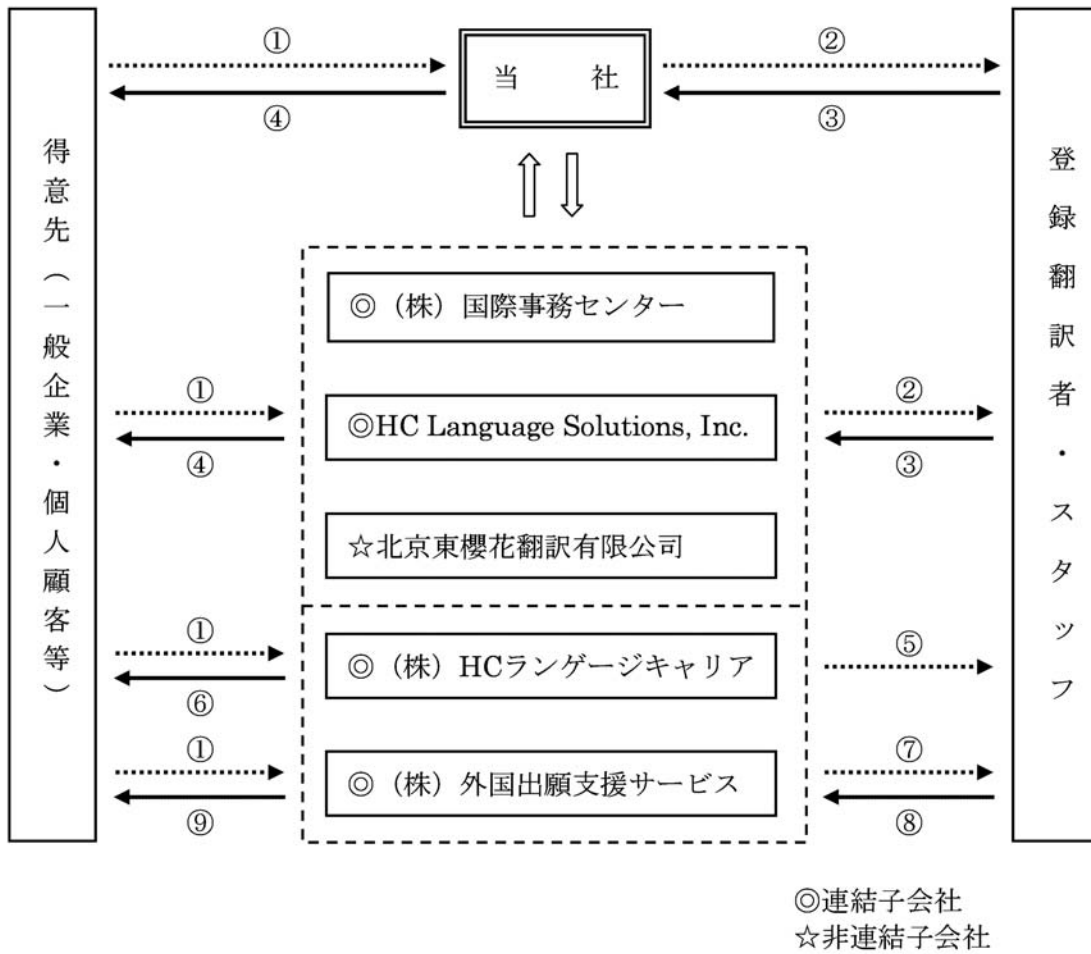 ①
②
当 社
④
③
得意先（一般企業・個人顧客等）
登録翻訳者・スタッフ
◎（株）国際事務センター
①
②
◎HC Language Solutions, Inc.
④
③
☆北京東櫻花翻訳有限公司
①
⑤
◎（株）HCランゲージキャリア
⑥
①
⑦
◎（株）外国出願支援サービス
⑨
⑧
◎連結子会社
☆非連結子会社